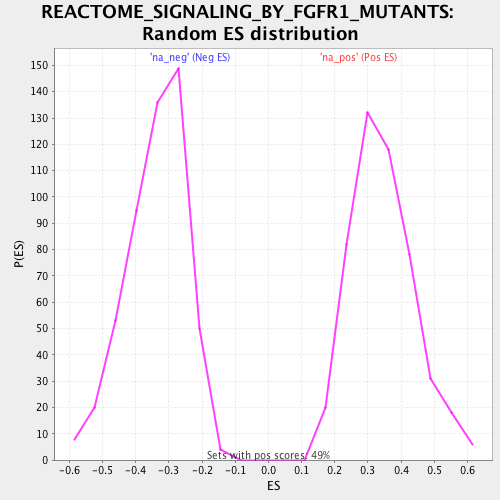 REACTOME_SIGNALING_BY_FGFR1_MUTANTS:
Random ES distribution
'na_neg' (Neg ES)
'na_pos' (Pos ES)
150
140
130
120
110
100
90
80
70
60
50
40
30
20
10
0
P(ES)
Sets with pos scores: 49%
-0.6 -0.5 -0.4 -0.3 -0.2 -0.1 0.0 0.1 0.2 0.3 0.4 0.5 0.6
ES